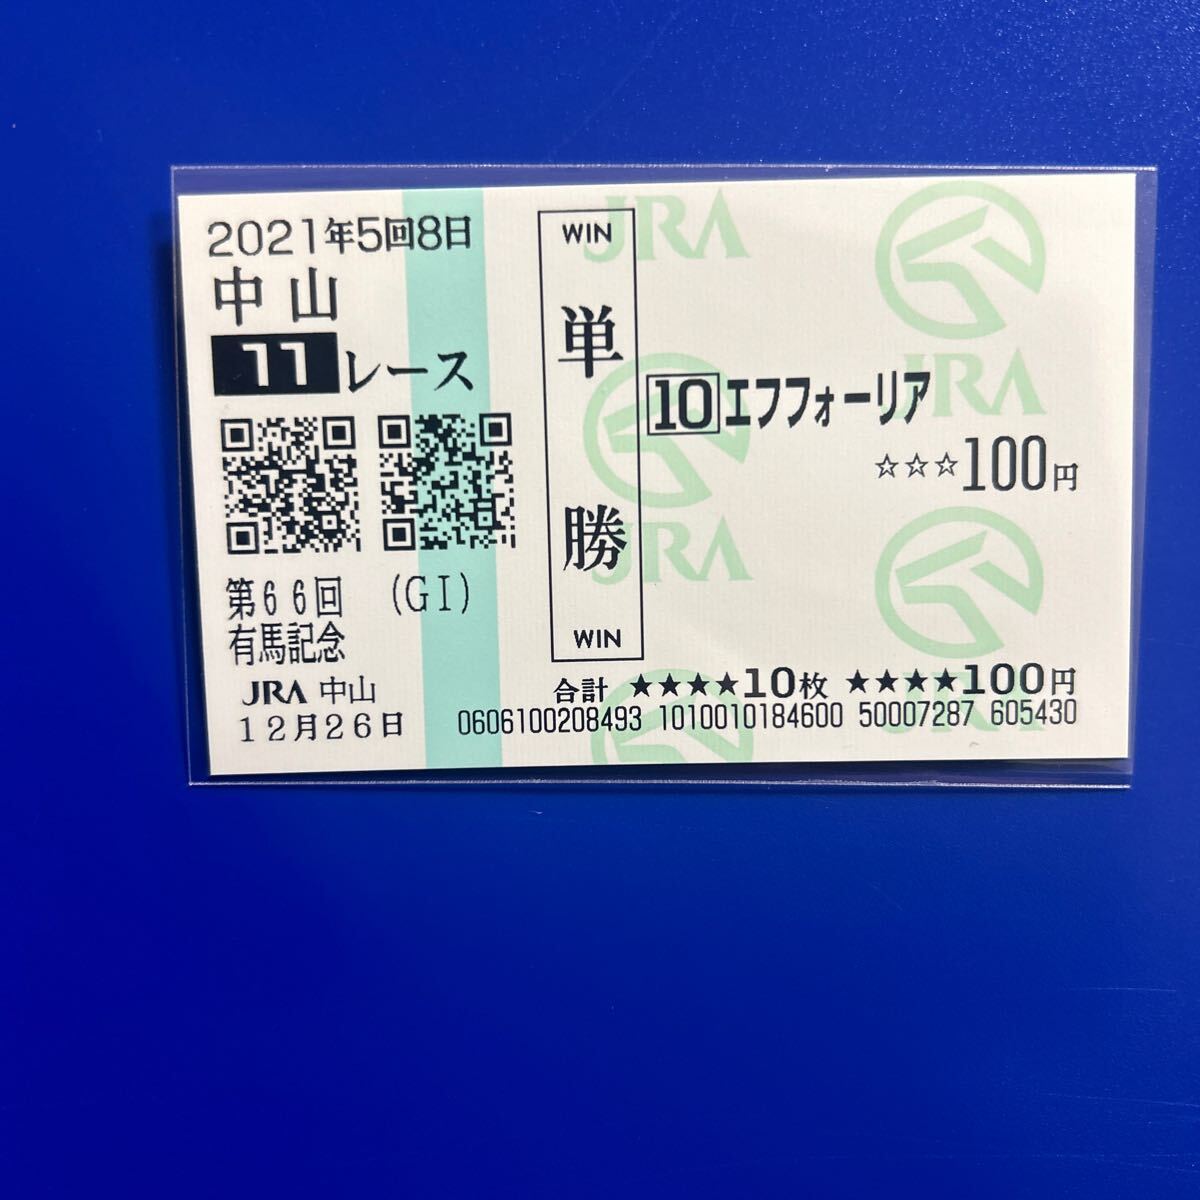 2021年5回8日
中山
11レース
第66回 (GI)
有馬記念
JRA 中山
12月26日
WIN
単勝
WIN
10エフフォーリア
☆☆☆100円
合計 ★★★★10枚 ★★★★100円
0606100208493 1010010184600 50007287 605430
JRA
JRA
JRA
JRA